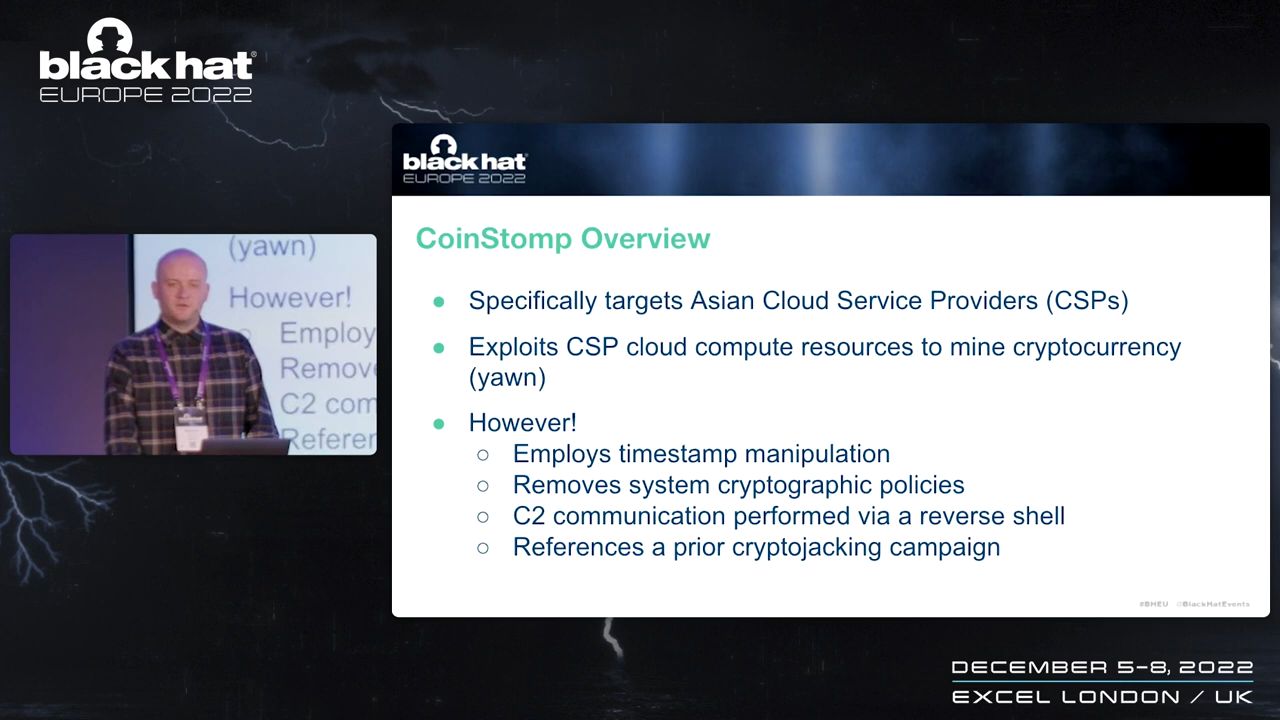 black hat®
EUROPE 2022
black hat®
EUROPE 2022
CoinStomp Overview
● Specifically targets Asian Cloud Service Providers (CSPs)
● Exploits CSP cloud compute resources to mine cryptocurrency
(yawn)
● However!
○ Employs timestamp manipulation
○ Removes system cryptographic policies
○ C2 communication performed via a reverse shell
○ References a prior cryptojacking campaign
#BHEU @BlackHatEvents
(yawn)
However!
Employ
Remove
C2 com
Referen
DECEMBER 5-8, 2022
EXCEL LONDON / UK